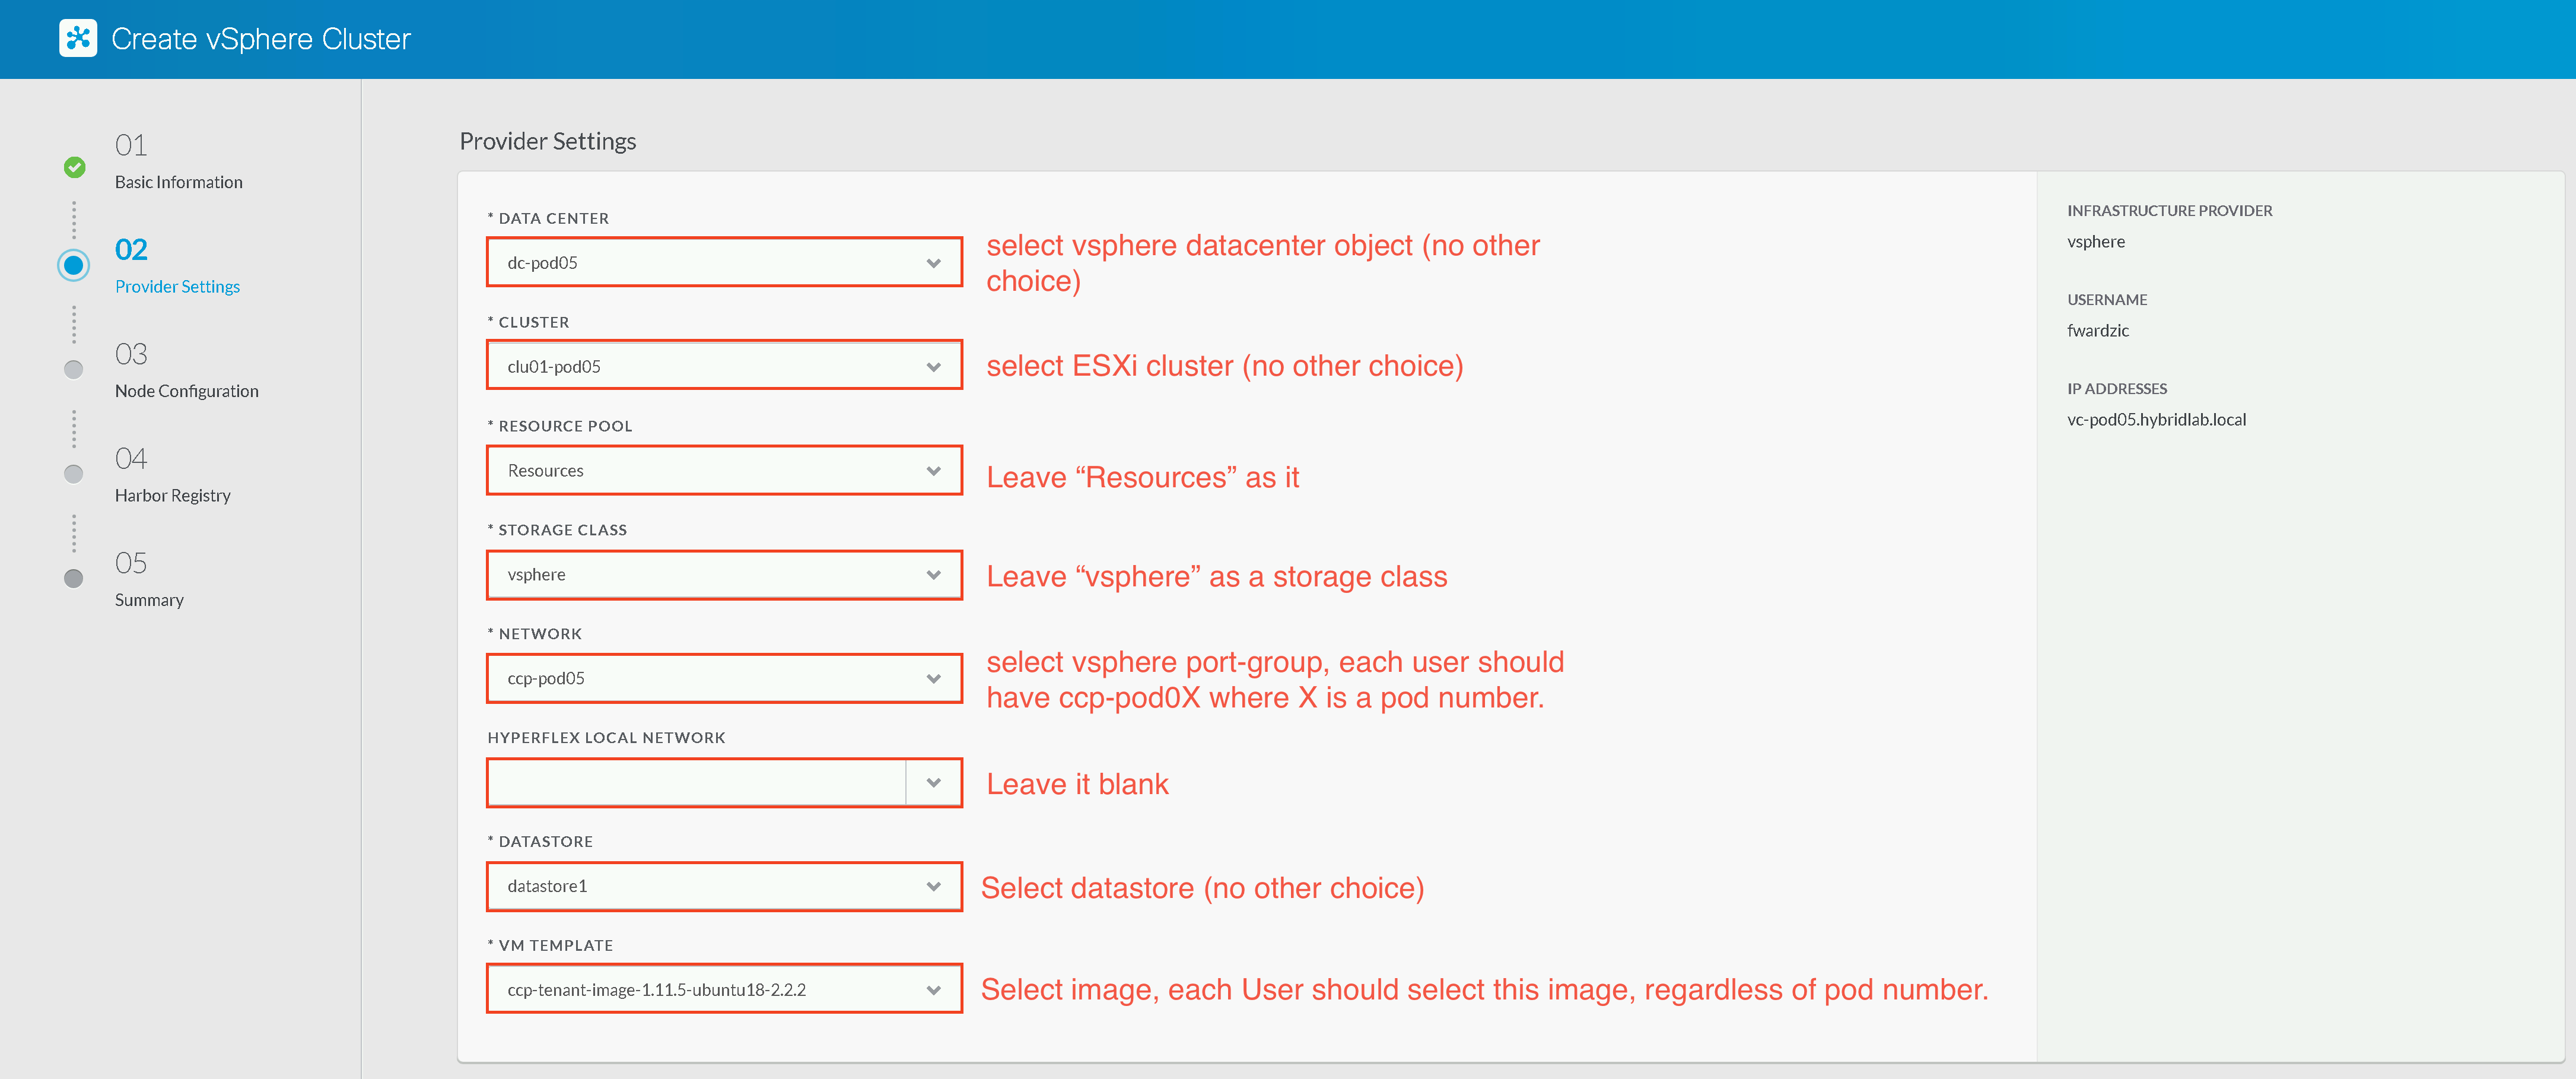 Create vSphere Cluster
01
Basic Information
02
Provider Settings
03
Node Configuration
04
Harbor Registry
05
Summary
Provider Settings
* DATA CENTER
dc-pod05
select vsphere datacenter object (no other
choice)
* CLUSTER
clu01-pod05
select ESXi cluster (no other choice)
* RESOURCE POOL
Resources
Leave “Resources” as it
* STORAGE CLASS
vsphere
Leave “vsphere” as a storage class
* NETWORK
ccp-pod05
select vsphere port-group, each user should
have ccp-pod0X where X is a pod number.
HYPERFLEX LOCAL NETWORK
Leave it blank
* DATASTORE
datastore1
Select datastore (no other choice)
* VM TEMPLATE
ccp-tenant-image-1.11.5-ubuntu18-2.2.2
Select image, each User should select this image, regardless of pod number.
INFRASTRUCTURE PROVIDER
vsphere
USERNAME
fwardzic
IP ADDRESSES
vc-pod05.hybridlab.local